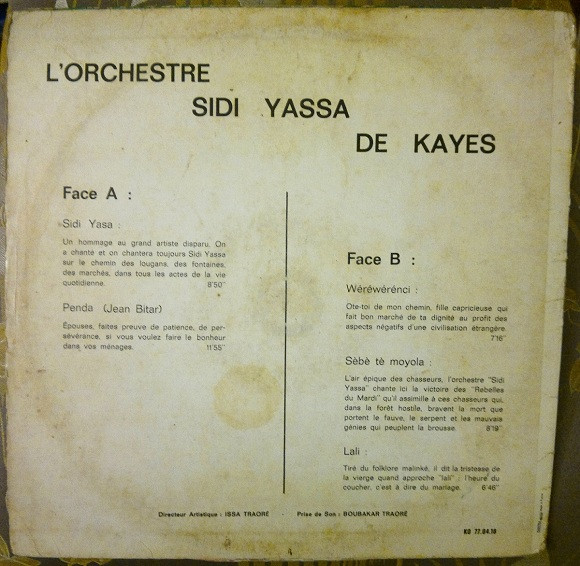 L'ORCHESTRE
SIDI YASSA
DE KAYES
Face A :
Sidi Yasa :
Un hommage au grand artiste disparu. On
a chanté et on chantera toujours Sidi Yassa
sur le chemin des lougans, des fontaines,
des marchés, dans tous les actes de la vie
quotidienne. 8'50"
Penda (Jean Bitar)
Épouses, faites preuve de patience, de per-
sévérance, si vous voulez faire le bonheur
dans vos ménages. 11'55"
Face B :
Wéréwérénci :
Ote-toi de mon chemin, fille capricieuse qui
fait bon marché de ta dignité au profit des
aspects négatifs d'une civilisation étrangère.
7'16"
Sèbè tè moyola :
L'air épique des chasseurs, l'orchestre "Sidi
Yassa" chante ici la victoire des "Rebelles
du Mardi" qu'il assimille à ces chasseurs qui,
dans la forêt hostile, bravent la mort que
portent le fauve, le serpent et les mauvais
génies qui peuplent la brousse. 8'19"
Lali :
Tiré du folklore malinké, il dit la tristesse de
la vierge quand approche "lali" : l'heure du
coucher, c'est à dire du mariage. 6'46"
Directeur Artistique : ISSA TRAORÉ - Prise de Son : BOUBAKAR TRAORÉ
KO 77.04.16